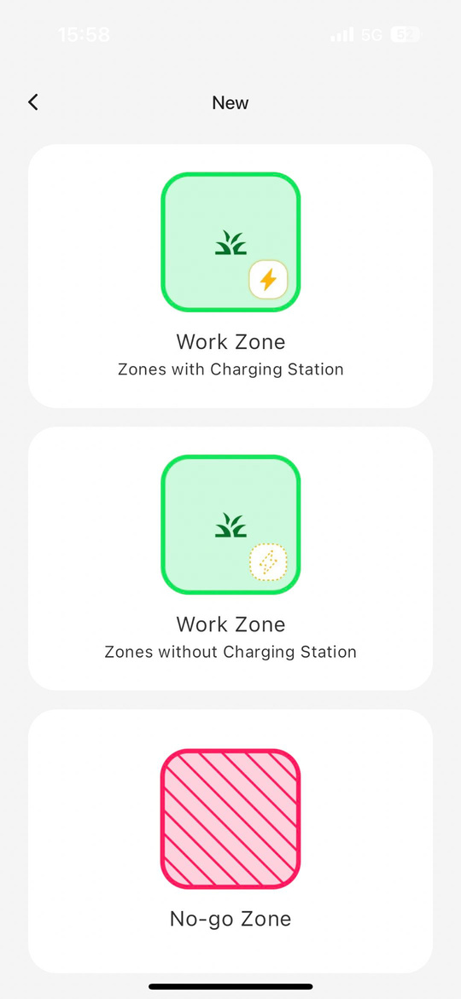 15:58
5G
52
New
Work Zone
Zones with Charging Station
Work Zone
Zones without Charging Station
No-go Zone